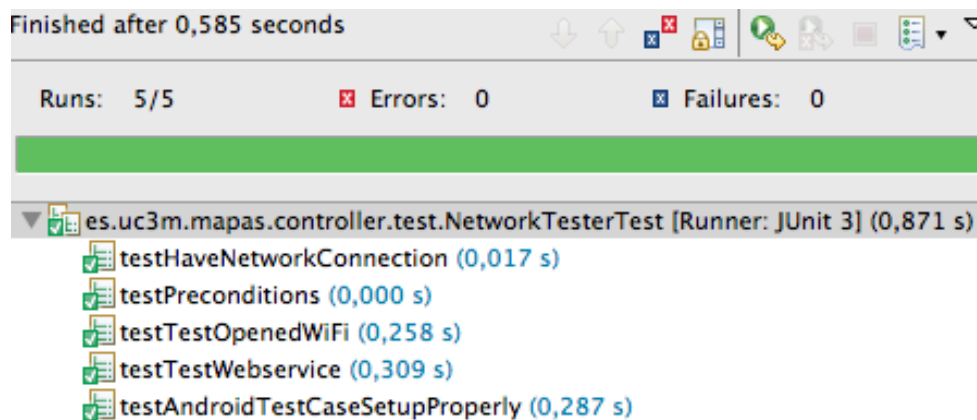 Finished after 0,585 seconds
Runs: 5/5 Errors: 0 Failures: 0
es.uc3m.mapas.controller.test.NetworkTesterTest [Runner: JUnit 3] (0,871 s)
testHaveNetworkConnection (0,017 s)
testPreconditions (0,000 s)
testTestOpenedWiFi (0,258 s)
testTestWebservice (0,309 s)
testAndroidTestCaseSetupProperly (0,287 s)